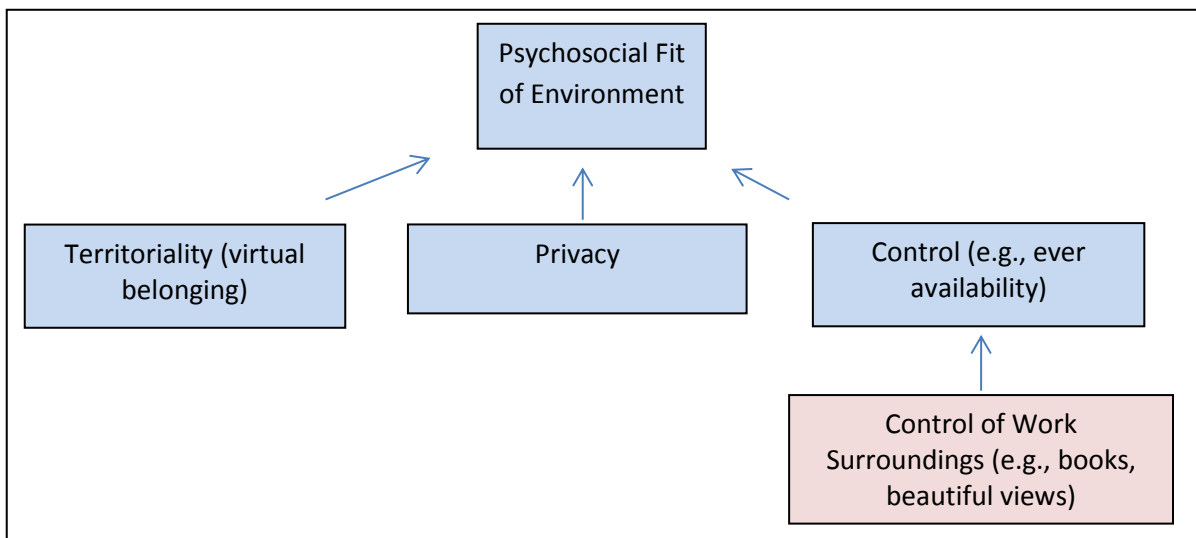 Psychosocial Fit
of Environment
Territoriality (virtual
belonging)
Privacy
Control (e.g., ever
availability)
Control of Work
Surroundings (e.g., books,
beautiful views)